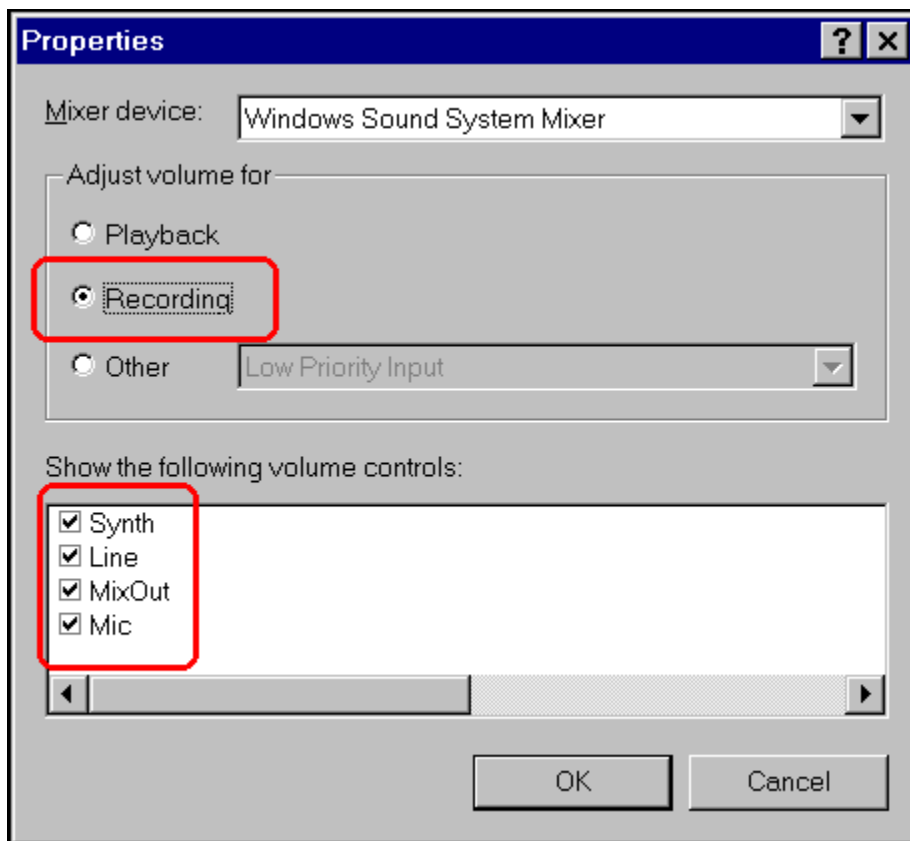 Properties
Mixer device: Windows Sound System Mixer
Adjust volume for
Playback
Recording
Other Low Priority Input
Show the following volume controls:
Synth
Line
MixOut
Mic
OK Cancel